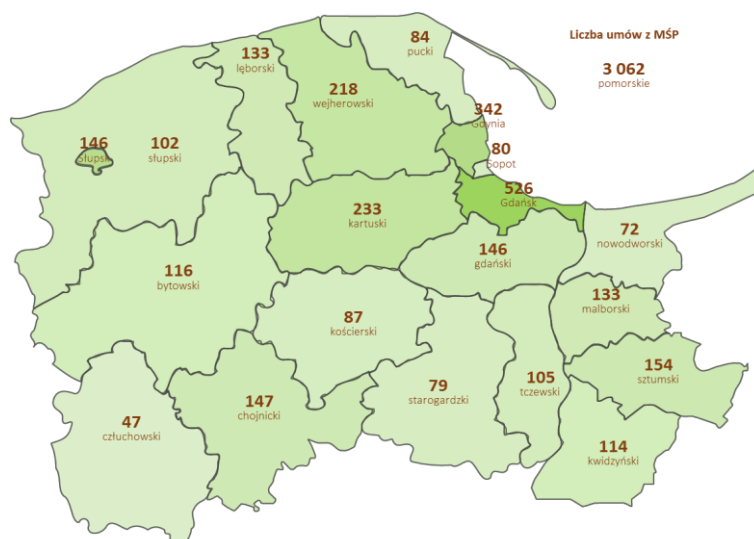 Liczba umów z MŚP
3 062
pomorskie
84
pucki
133
lęborski
218
wejherowski
342
Gdynia
80
Sopot
146
Słupsk
102
słupski
526
Gdańsk
233
kartuski
72
nowodworski
146
gdański
116
bytowski
133
malborski
87
kościerski
154
sztumski
79
starogardzki
105
tczewski
147
chojnicki
47
człuchowski
114
kwidzyński